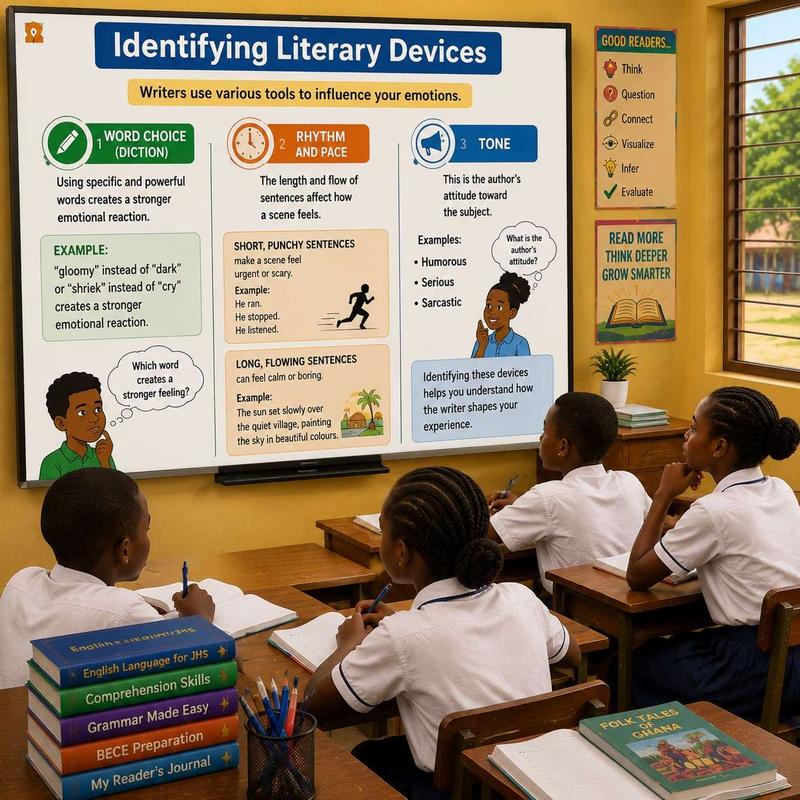 Identifying Literary Devices
Writers use various tools to influence your emotions.
1 WORD CHOICE
(DICTION)
Using specific and powerful
words creates a stronger
emotional reaction.
EXAMPLE:
“gloomy” instead of “dark”
or “shriek” instead of “cry”
creates a stronger
emotional reaction.
Which word
creates a
stronger feeling?
2 RHYTHM
AND PACE
The length and flow of
sentences affect how
a scene feels.
SHORT, PUNCHY SENTENCES
make a scene feel
urgent or scary.
Example:
He ran.
He stopped.
He listened.
LONG, FLOWING SENTENCES
can feel calm or boring.
Example:
The sun set slowly over
the quiet village, painting
the sky in beautiful colours.
3 TONE
This is the author's
attitude toward
the subject.
Examples:
• Humorous
• Serious
• Sarcastic
What is the
author's
attitude?
Identifying these devices
helps you understand how
the writer shapes your
experience.
GOOD READERS...
Think
Question
Connect
Visualize
Infer
Evaluate
READ MORE
THINK DEEPER
GROW SMARTER
English
English Language for JHS
Comprehension Skills
Grammar Made Easy
BECE Preparation
My Reader's Journal
FOLK TALES
OF
GHANA